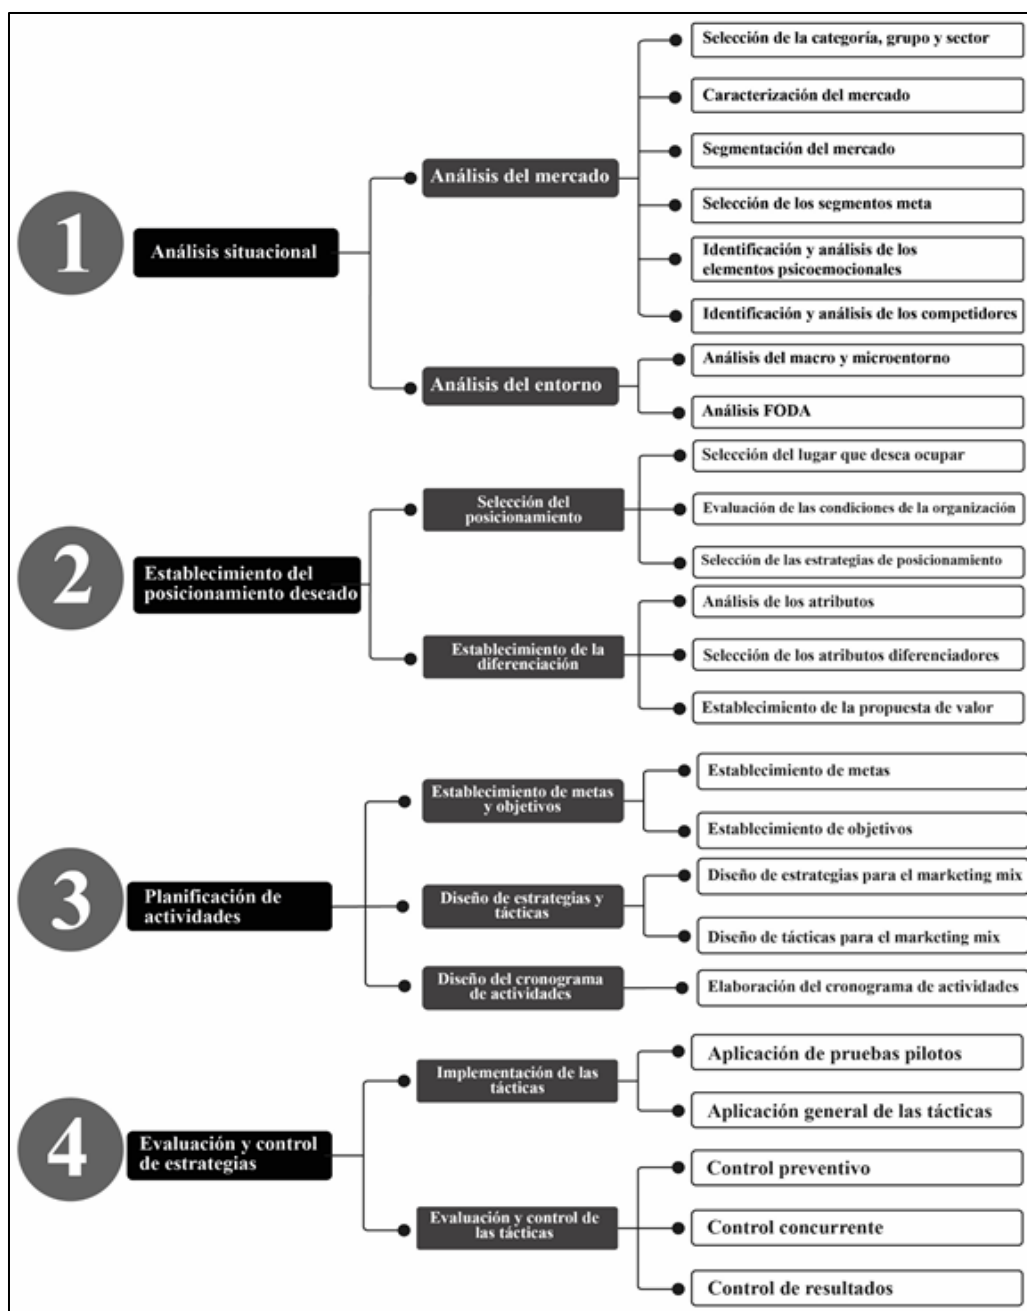 1
Análisis situacional
Análisis del mercado
Selección de la categoría, grupo y sector
Caracterización del mercado
Segmentación del mercado
Selección de los segmentos meta
Identificación y análisis de los
elementos psicoemocionales
Identificación y análisis de los competidores
Análisis del entorno
Análisis del macro y microentorno
Análisis FODA
2
Establecimiento del
posicionamiento deseado
Selección del
posicionamiento
Selección del lugar que desea ocupar
Evaluación de las condiciones de la organización
Selección de las estrategias de posicionamiento
Establecimiento de la
diferenciación
Análisis de los atributos
Selección de los atributos diferenciadores
Establecimiento de la propuesta de valor
3
Planificación de
actividades
Establecimiento de metas
y objetivos
Establecimiento de metas
Establecimiento de objetivos
Diseño de estrategias y
tácticas
Diseño de estrategias para el marketing mix
Diseño de tácticas para el marketing mix
Diseño del cronograma
de actividades
Elaboración del cronograma de actividades
4
Evaluación y control
de estrategias
Implementación de las
tácticas
Aplicación de pruebas pilotos
Aplicación general de las tácticas
Evaluación y control de
las tácticas
Control preventivo
Control concurrente
Control de resultados